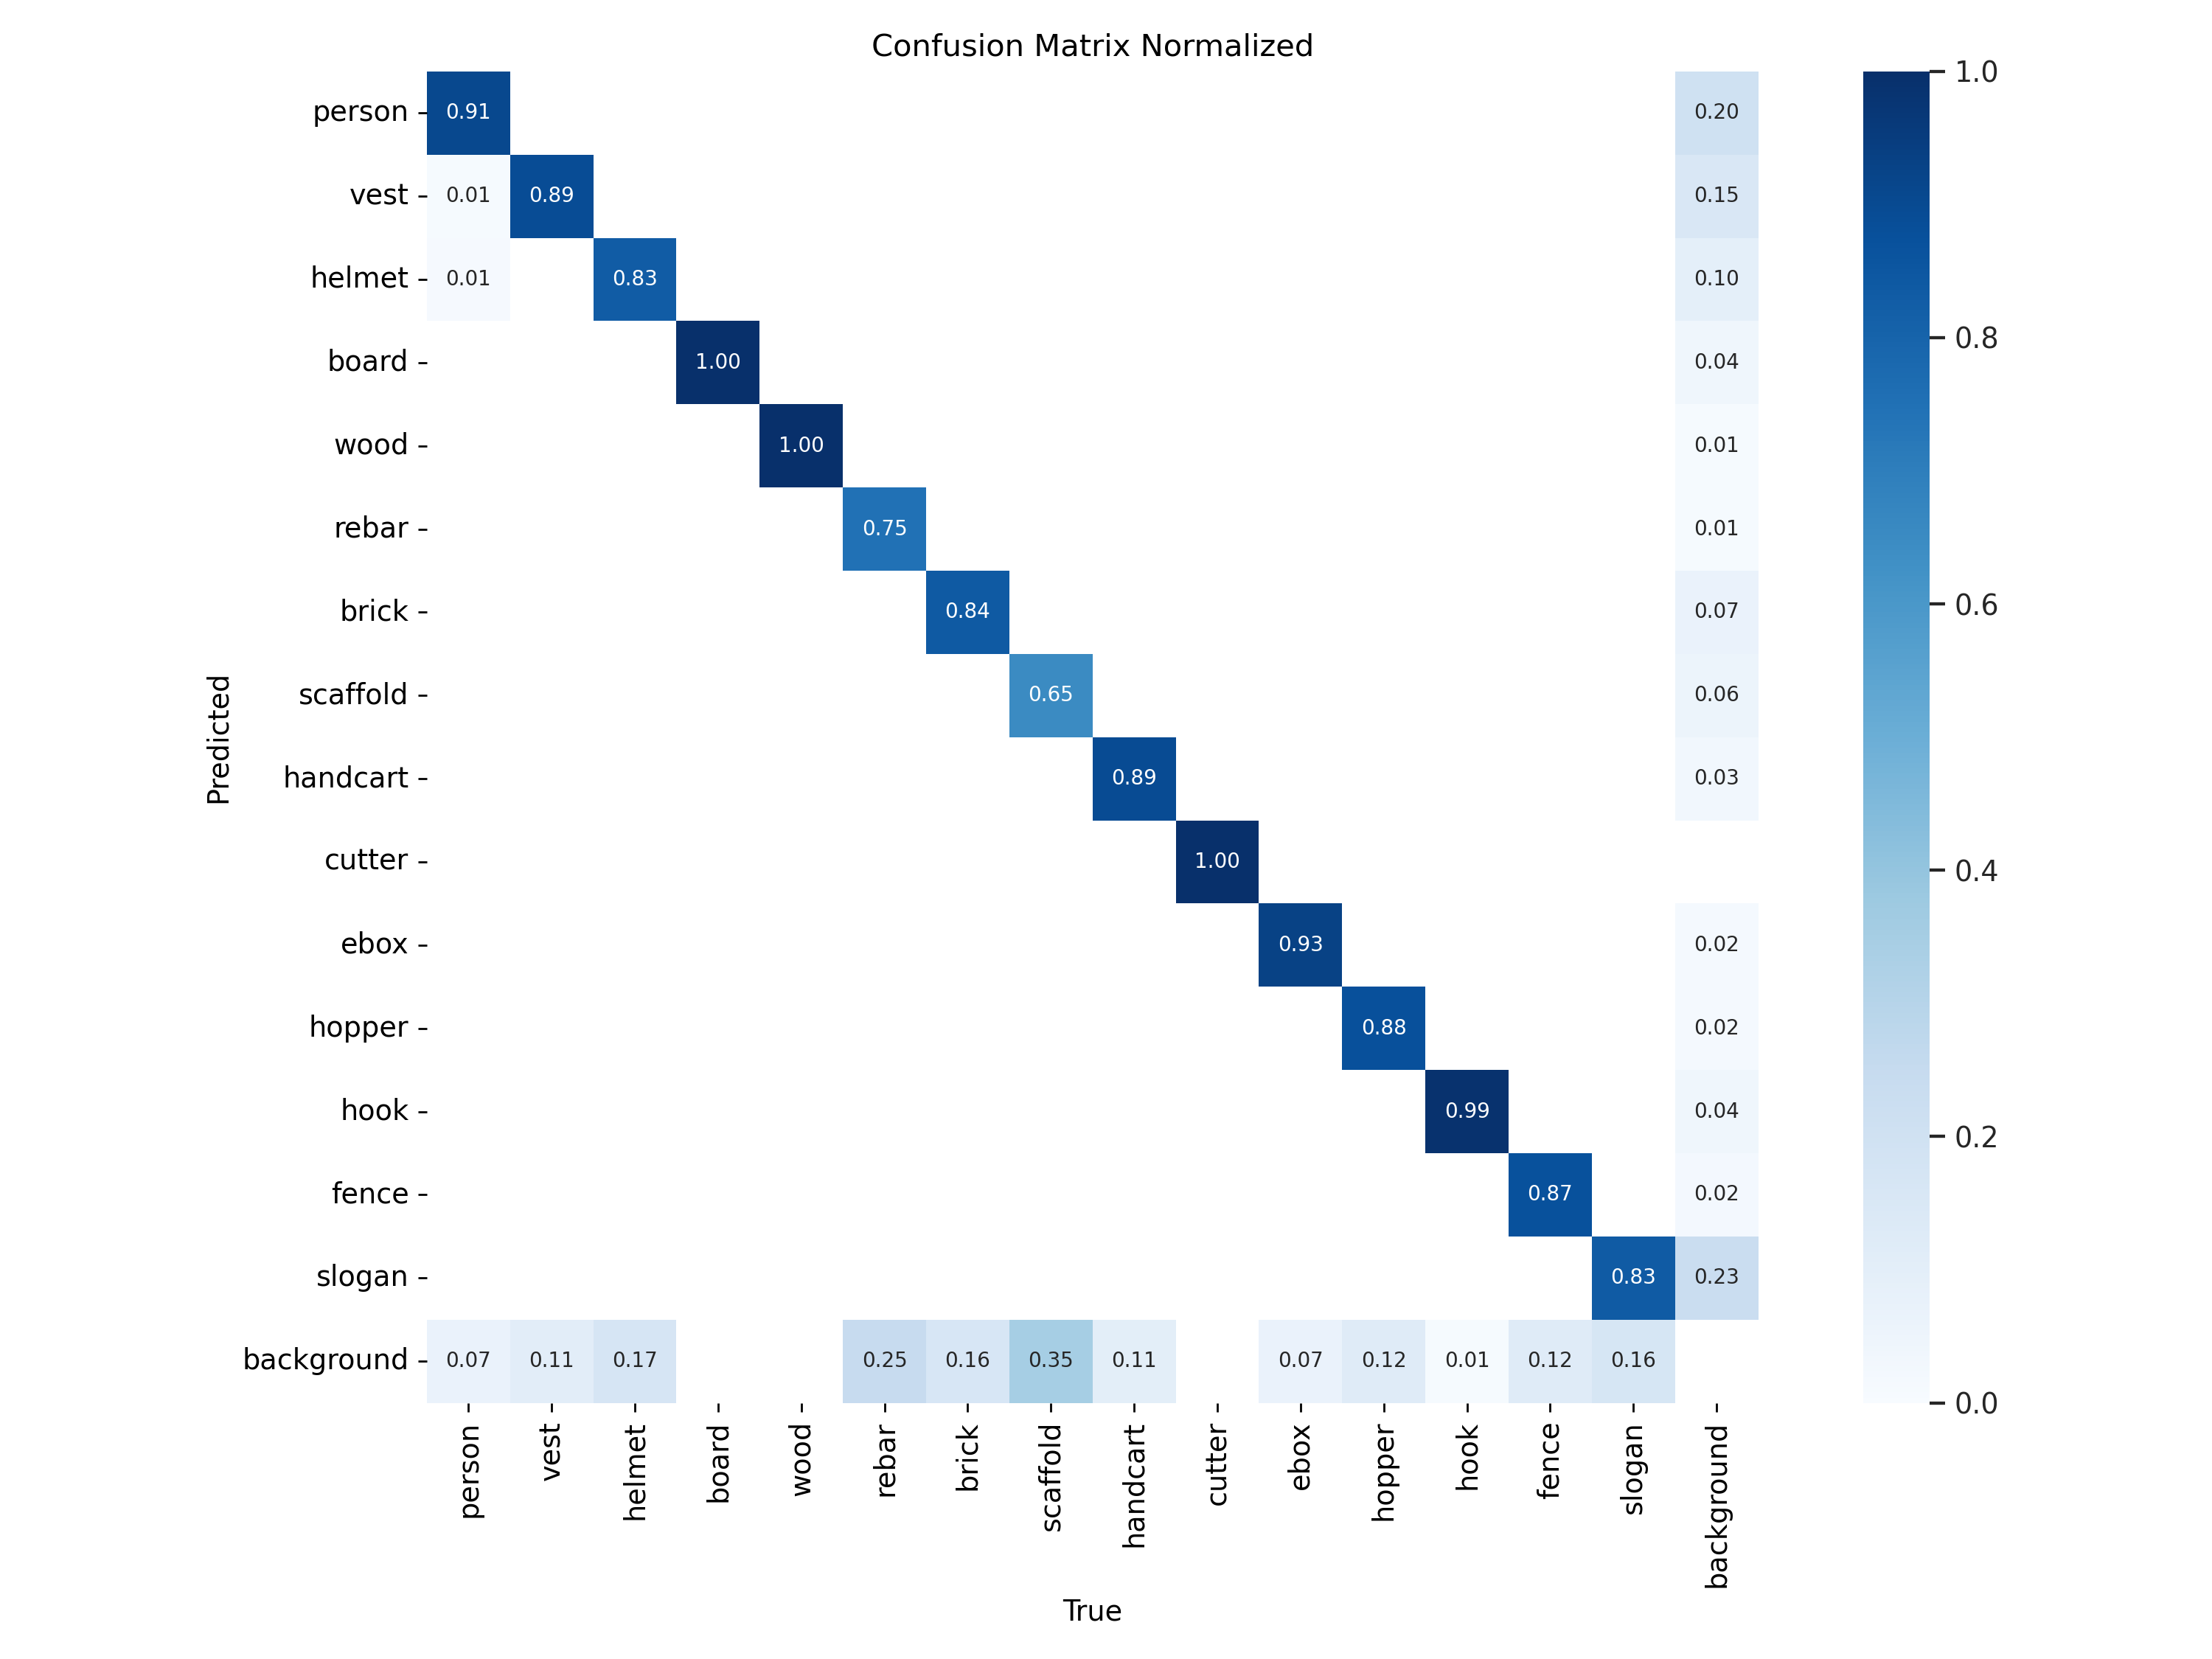 Confusion Matrix Normalized
person 0.91 0.20
vest 0.01 0.89 0.15
helmet 0.01 0.83 0.10
board 1.00 0.04
wood 1.00 0.01
rebar 0.75 0.01
brick 0.84 0.07
scaffold 0.65 0.06
handcart 0.89 0.03
cutter 1.00
ebox 0.93 0.02
hopper 0.88 0.02
hook 0.99 0.04
fence 0.87 0.02
slogan 0.83 0.23
background 0.07 0.11 0.17 0.25 0.16 0.35 0.11 0.07 0.12 0.01 0.12 0.16
person vest helmet board wood rebar brick scaffold handcart cutter ebox hopper hook fence slogan background
True
Predicted
1.0
0.8
0.6
0.4
0.2
0.0